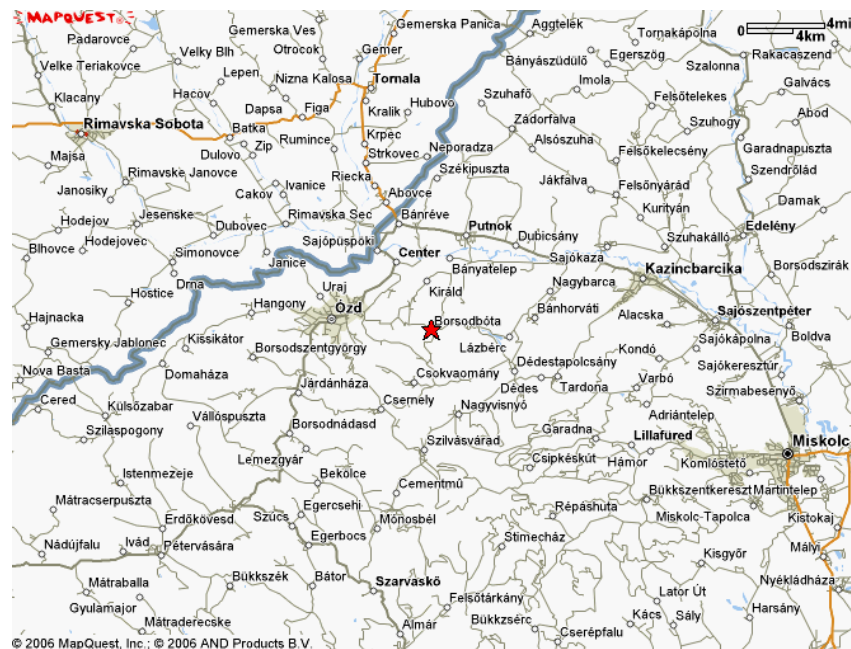 MAPQUEST
Gemerska Panica
Aggtelék
4mi
0
4km
Gemerska Ves
Tornakápolna
Padarovce
Otrocok
Gemer
Bányászüdülő
Egerszög
Szalonna
Rakacaszend
Velky Blh
Velke Teriakovce
Lepen
Nizna Kalosa
Tornala
Imola
Galvács
Hacov
Hubovo
Szuhafő
Felsőtelekes
Klacany
Dapsa
Figa
Kralik
Abod
Rimavska Sobota
Batka
Krpec
Zádorfalva
Szuhogy
Zip
Rumince
Alsószuha
Garadnapuszta
Majsa
Dulovo
Strkovec
Neporadza
Felsőkelecsény
Rimavske Janovce
Ivanice
Riecka
Székipuszta
Szendrőlád
Janosiky
Cakov
Abovce
Jákfalva
Felsőnyárád
Damak
Hodejov
Jesenske
Rimavska Sec
Bánréve
Kurityán
Dubovec
Putnok
Edelény
Blhovce
Hodejovec
Simonovce
Sajópüspöki
Dubicsány
Szuhakálló
Janice
Center
Sajókaza
Bányatelep
Kazincbarcika
Borsodszirák
Drna
Uraj
Királd
Nagybarca
Hostice
Hangony
Ózd
Sajószentpéter
Hajnacka
Borsodbóta
Bánhorváti
Alacska
Boldva
Gemersky Jablonec
Kissikátor
Lázbérc
Sajókápolna
Borsodszentgyörgy
Kondó
Nova Basta
Domaháza
Dédestapolcsány
Sajókeresztúr
Csokvaomány
Varbó
Járdánháza
Dédes
Tardona
Szirmabesenyő
Cered
Külsőzabar
Csernely
Nagyvisnyó
Adriántelep
Vállóspuszta
Szilaspogony
Borsodnádasd
Garadna
Lillafüred
Miskolc
Szilvásvárad
Lemezgyár
Csipkéskút
Hámor
Komlóstető
Istenmezeje
Bekölce
Cementmû
Bükkszentkereszt
Martintelep
Mátracserpuszta
Egercsehi
Répáshuta
Erdőkövesd
Szucs
Mónosbél
Miskolc-Tapolca
Kistokaj
Nádújfalu
Ivád
Egerbocs
Stimecház
Mályi
Pétervására
Kisgyőr
Mátraballa
Bükkszék
Bátor
Szarvaskő
Nyékládháza
Gyulamajor
Felsőtárkány
Lator Út
Mátraderecske
Bükkzsérc
Kács
Sály
Harsány
Almár
Cserépfalu
© 2006 MapQuest, Inc.; © 2006 AND Products B.V.